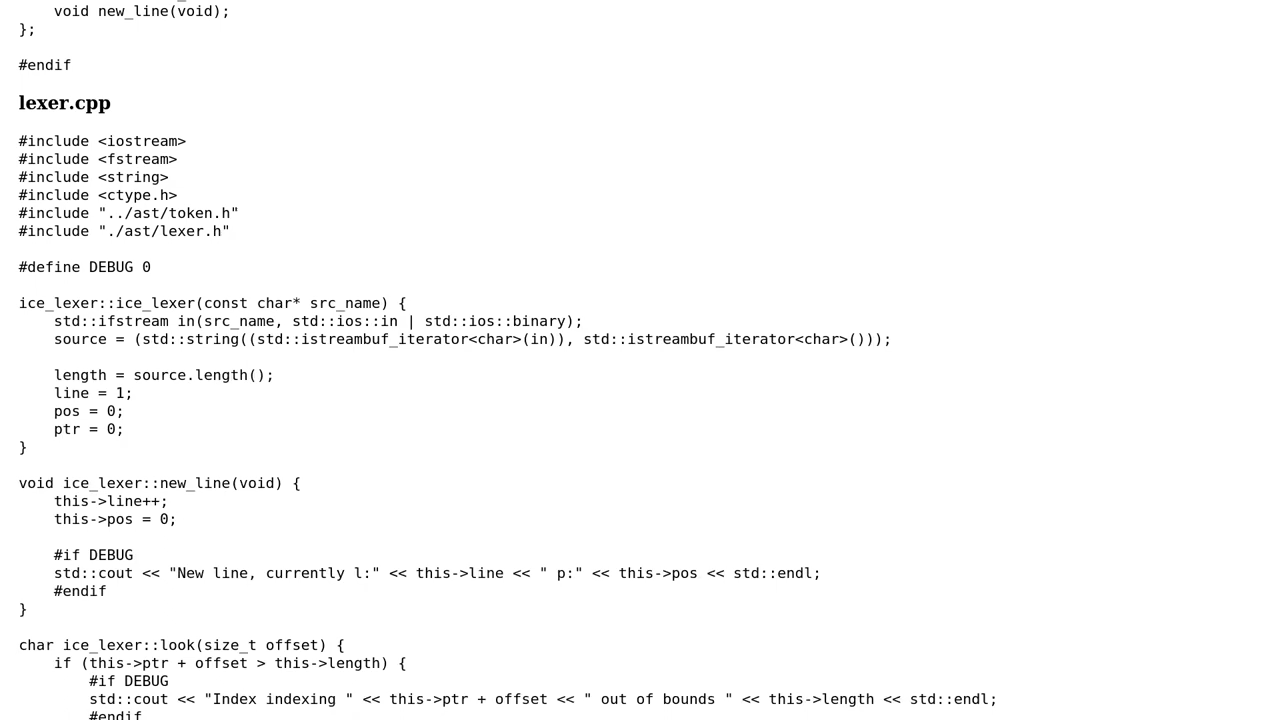 void new_line(void);
};

#endif

lexer.cpp

#include <iostream>
#include <fstream>
#include <string>
#include <ctype.h>
#include "../ast/token.h"
#include "./ast/lexer.h"

#define DEBUG 0

ice_lexer::ice_lexer(const char* src_name) {
    std::ifstream in(src_name, std::ios::in | std::ios::binary);
    source = (std::string((std::istreambuf_iterator<char>(in)), std::istreambuf_iterator<char>()));

    length = source.length();
    line = 1;
    pos = 0;
    ptr = 0;
}

void ice_lexer::new_line(void) {
    this->line++;
    this->pos = 0;

    #if DEBUG
    std::cout << "New line, currently l:" << this->line << " p:" << this->pos << std::endl;
    #endif
}

char ice_lexer::look(size_t offset) {
    if (this->ptr + offset > this->length) {
        #if DEBUG
        std::cout << "Index indexing " << this->ptr + offset << " out of bounds " << this->length << std::endl;
        #endif